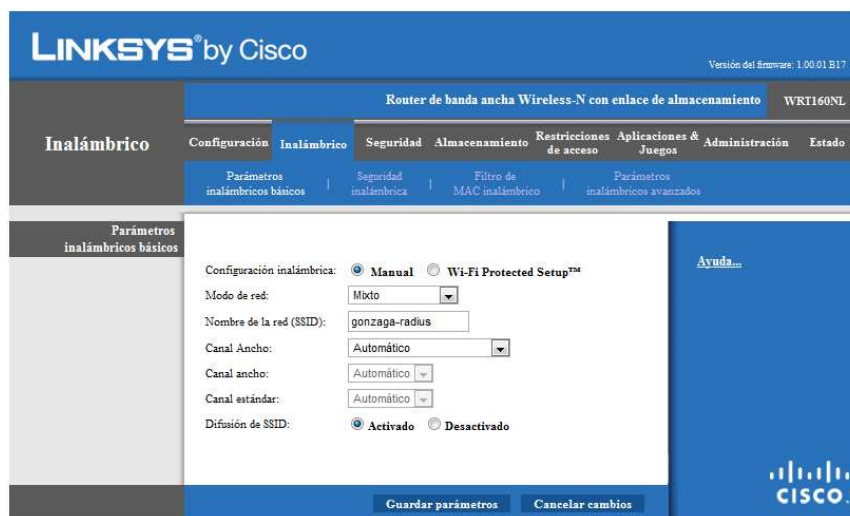 LINKSYS® by Cisco
Versión del firmware: 1.00.01 B17
Router de banda ancha Wireless-N con enlace de almacenamiento WRT160NL
Inalámbrico
Configuración Inalámbrico Seguridad Almacenamiento Restricciones de acceso Aplicaciones & Juegos Administración Estado
Parámetros inalámbricos básicos | Seguridad inalámbrica | Filtro de MAC inalámbrico | Parámetros inalámbricos avanzados
Parámetros
inalámbricos básicos
Ayuda...
Configuración inalámbrica: Manual Wi-Fi Protected Setup™
Modo de red: Mixto
Nombre de la red (SSID): gonzaga-radius
Canal Ancho: Automático
Canal ancho: Automático
Canal estándar: Automático
Difusión de SSID: Activado Desactivado
Guardar parámetros Cancelar cambios
CISCO.